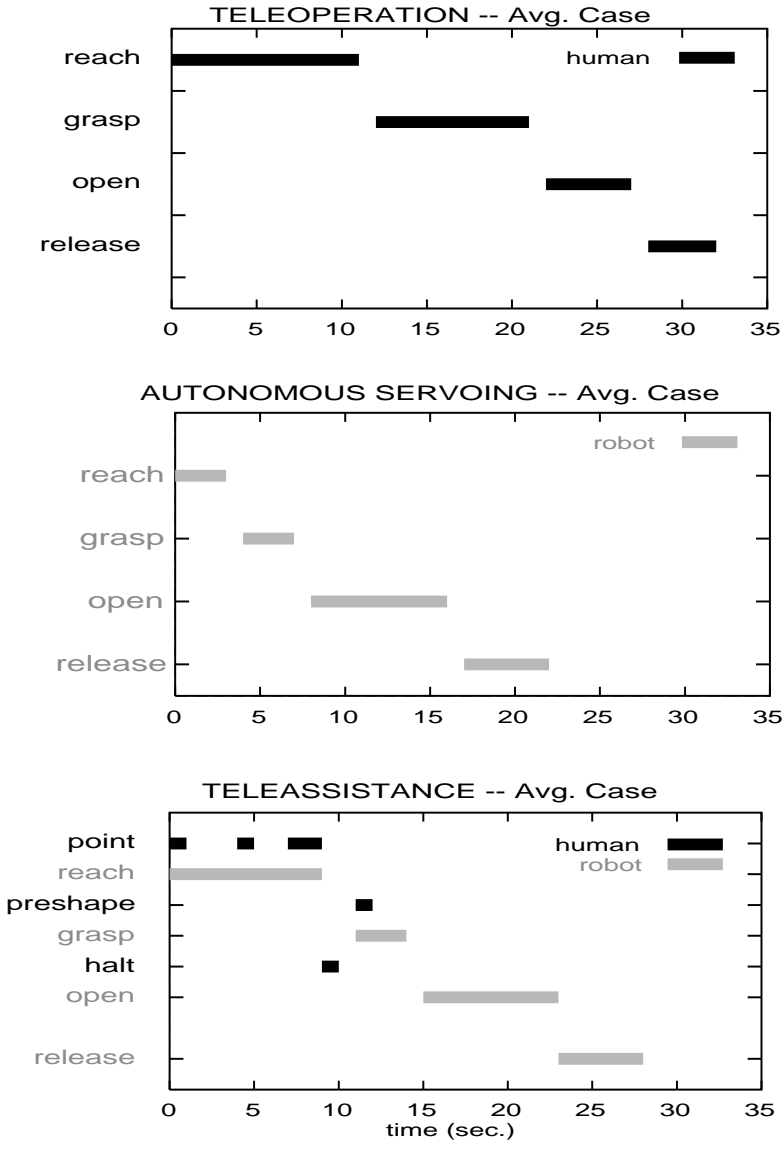 TELEOPERATION -- Avg. Case
reach
human
grasp
open
release
0 5 10 15 20 25 30 35
AUTONOMOUS SERVOING -- Avg. Case
robot
reach
grasp
open
release
0 5 10 15 20 25 30 35
TELEASSISTANCE -- Avg. Case
point
human
robot
reach
preshape
grasp
halt
open
release
0 5 10 15 20 25 30 35
time (sec.)